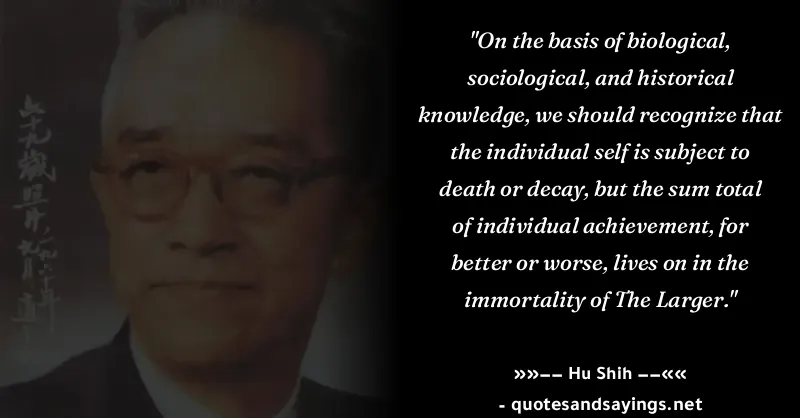 "On the basis of biological,
sociological, and historical
knowledge, we should recognize that
the individual self is subject to
death or decay, but the sum total
of individual achievement, for
better or worse, lives on in the
immortality of The Larger."
»»–– Hu Shih ––««
- quotesandsayings.net